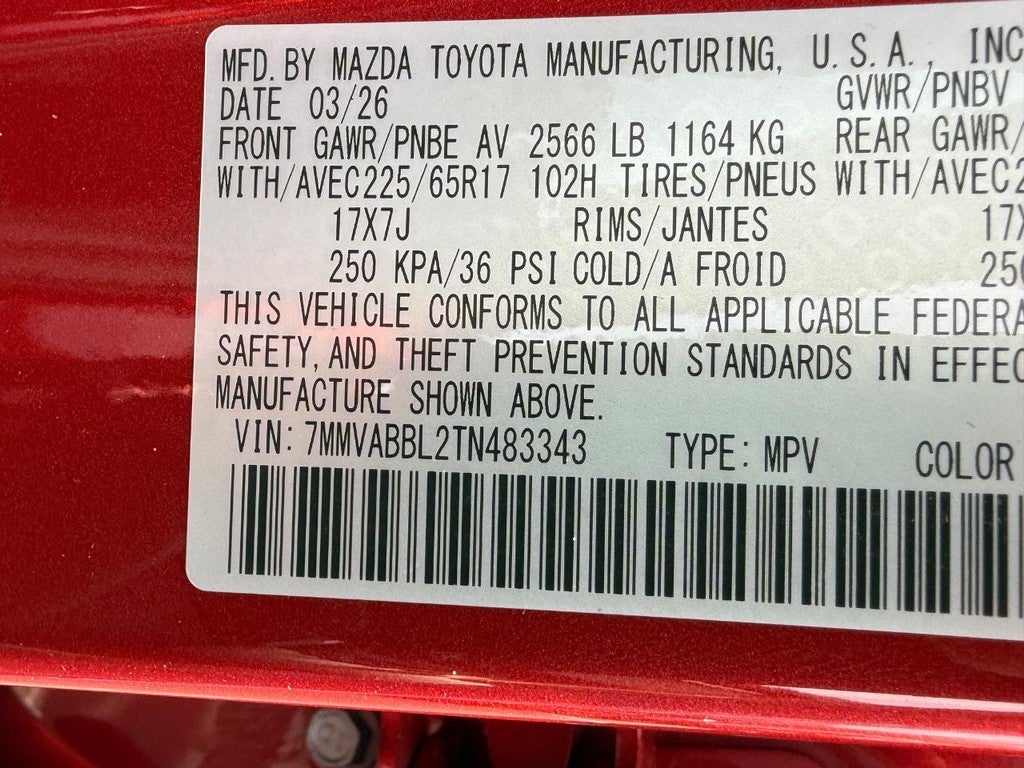 MFD. BY MAZDA TOYOTA MANUFACTURING, U.S.A., INC
DATE 03/26 GVWR/PNBV
FRONT GAWR/PNBE AV 2566 LB 1164 KG REAR GAWR/
WITH/AVEC225/65R17 102H TIRES/PNEUS WITH/AVEC2
17X7J RIMS/JANTES 17X
250 KPA/36 PSI COLD/A FROID 250
THIS VEHICLE CONFORMS TO ALL APPLICABLE FEDERA
SAFETY, AND THEFT PREVENTION STANDARDS IN EFFEC
MANUFACTURE SHOWN ABOVE.
VIN: 7MMVABBL2TN483343 TYPE: MPV COLOR